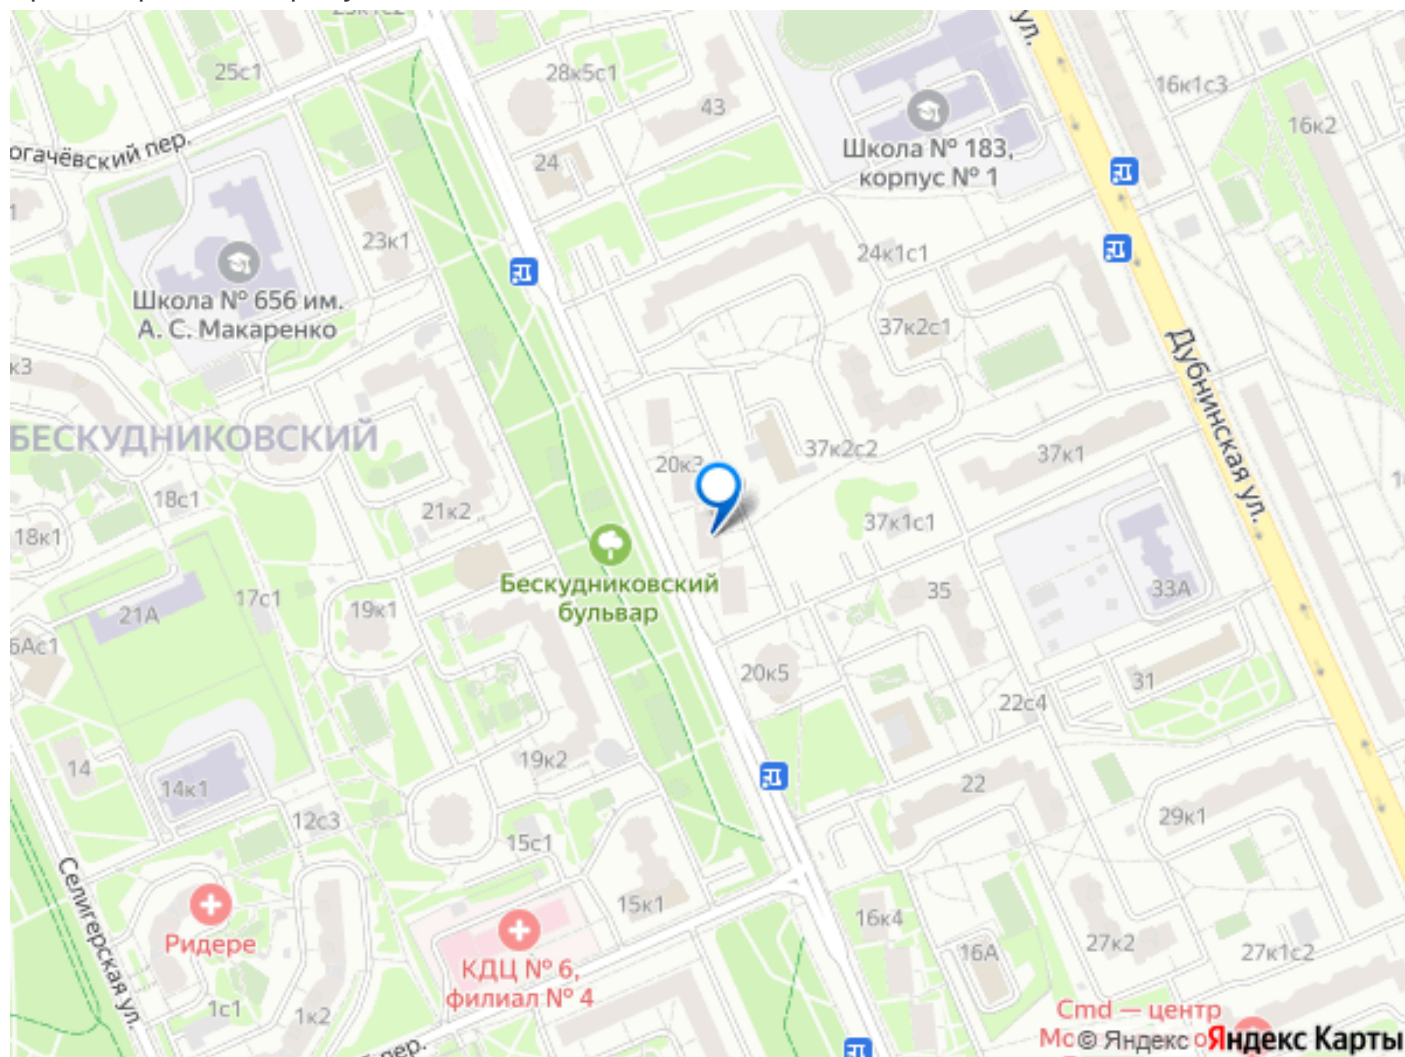 25с1
28к5с1
43
ул.
16к1с3
16к2
Школа № 183,
корпус № 1
огачёвский пер.
24
23к1
24к1с1
Школа № 656 им.
А. С. Макаренко
37к2с1
Дубнинская ул.
к3
БЕСКУДНИКОВСКИЙ
20к3
37к2с2
37к1
18с1
21к2
37к1с1
18к1
Бескудниковский
бульвар
17с1
19к1
21А
35
33А
6Ас1
20к5
31
22с4
19к2
22
14
14к1
12с3
29к1
15с1
Селигерская ул.
15к1
16к4
Ридере
КДЦ № 6,
филиал № 4
16А
27к2
27к1с2
1с1
1к2
Cmd — центр
пер.
© Яндекс Яндекс Карты